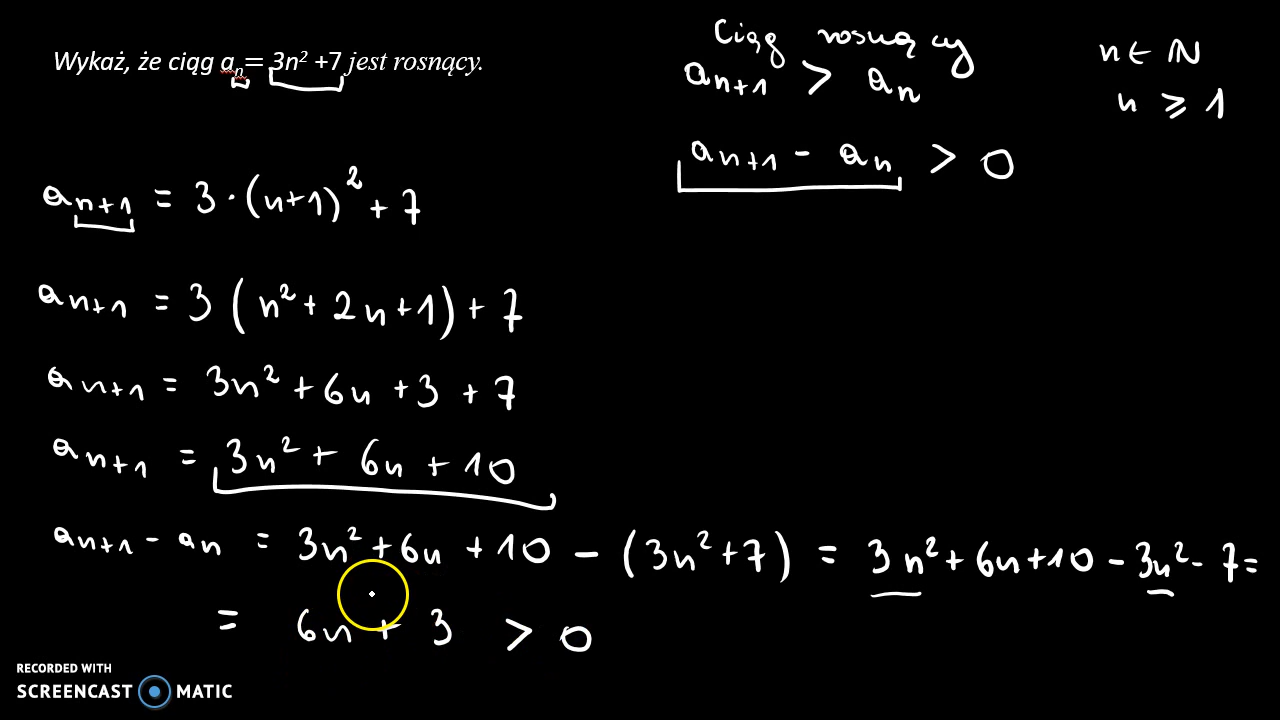 Wykaż, że ciąg aₙ= 3n² +7 jest rosnący.
Ciąg rosnący
aₙ₊₁ > aₙ
n ∈ ℕ
n ⩾ 1
aₙ₊₁ - aₙ > 0
aₙ₊₁ = 3·(n+1)² + 7
aₙ₊₁ = 3 (n² + 2n + 1) + 7
aₙ₊₁ = 3n² + 6n + 3 + 7
aₙ₊₁ = 3n² + 6n + 10
aₙ₊₁ - aₙ = 3n² + 6n + 10 - (3n² + 7) = 3n² + 6n + 10 - 3n² - 7 =
= 6n + 3 > 0
RECORDED WITH
SCREENCAST MATIC